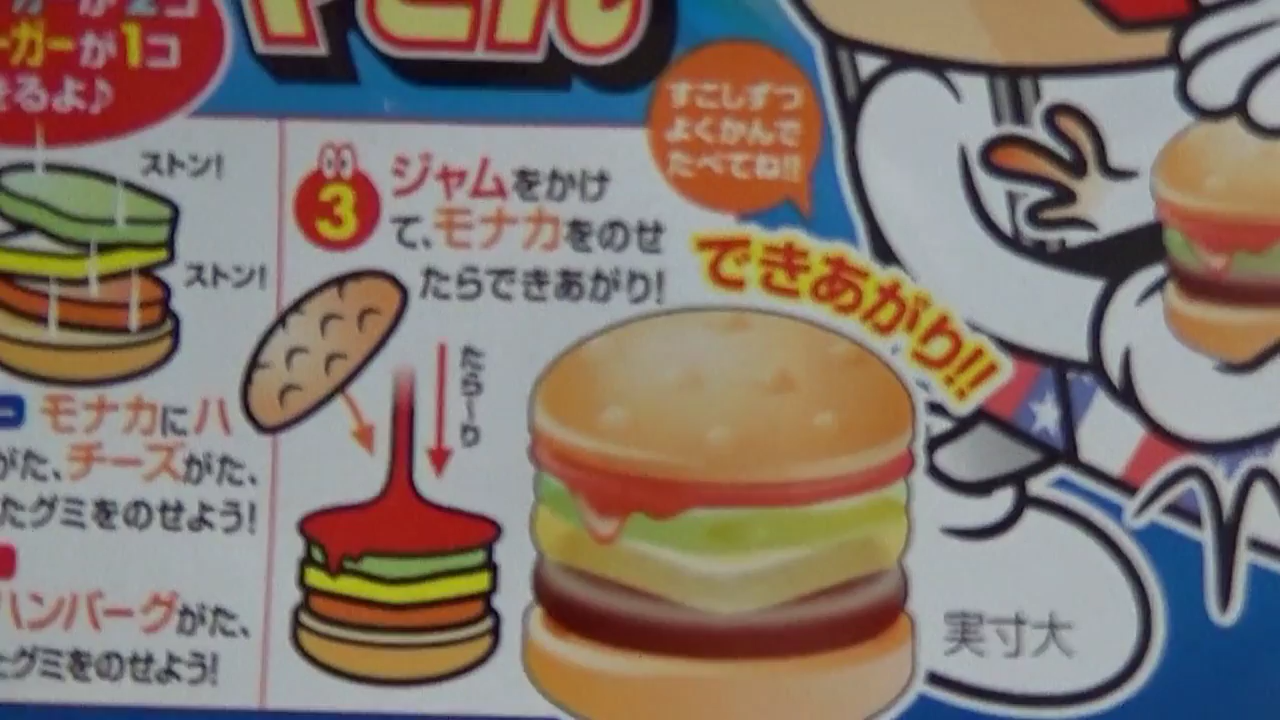 ーガーが1コ
きるよ♪
すこしずつ
よくかんで
たべてね!!
ストン!
ストン!
3
ジャムをかけ
て、モナカをのせ
たらできあがり!
できあがり!!
たら〜り
モナカにハ
がた、チーズがた、
たグミをのせよう!
ハンバーグがた、
たグミをのせよう!
実寸大